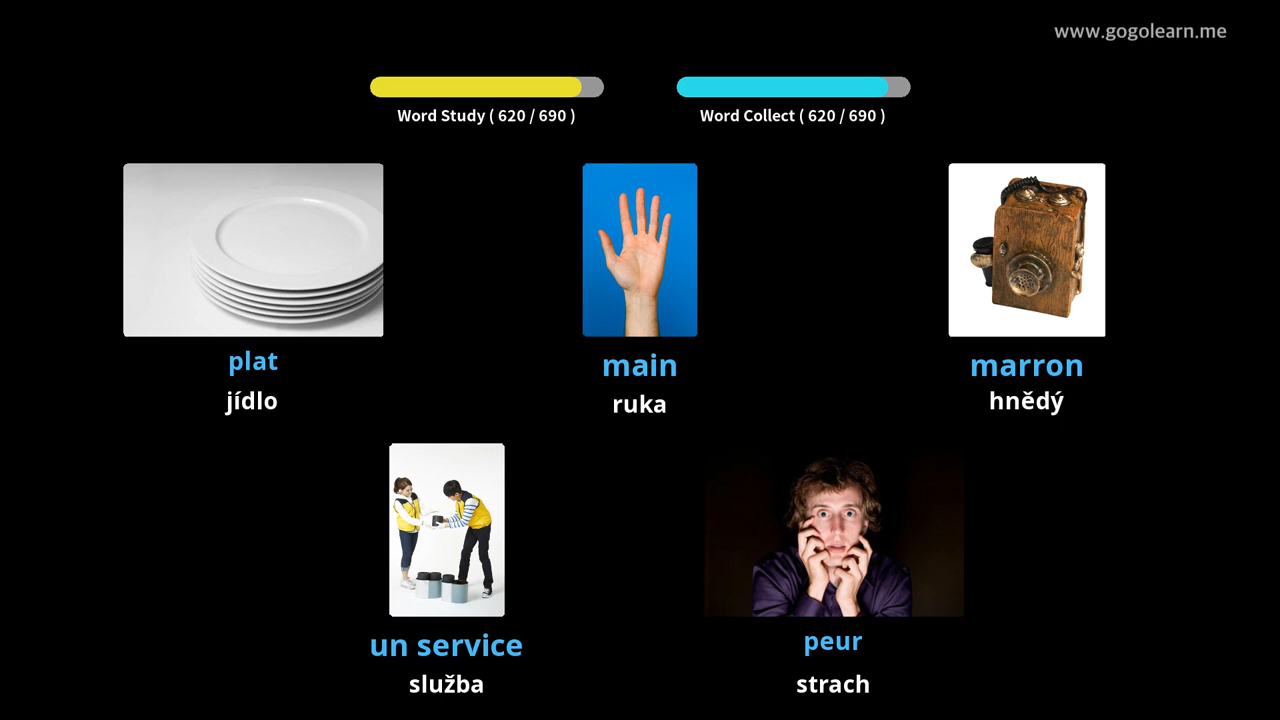 www.gogolearn.me
Word Study ( 620 / 690 )
Word Collect ( 620 / 690 )
plat
jídlo
main
ruka
marron
hnědý
un service
služba
peur
strach